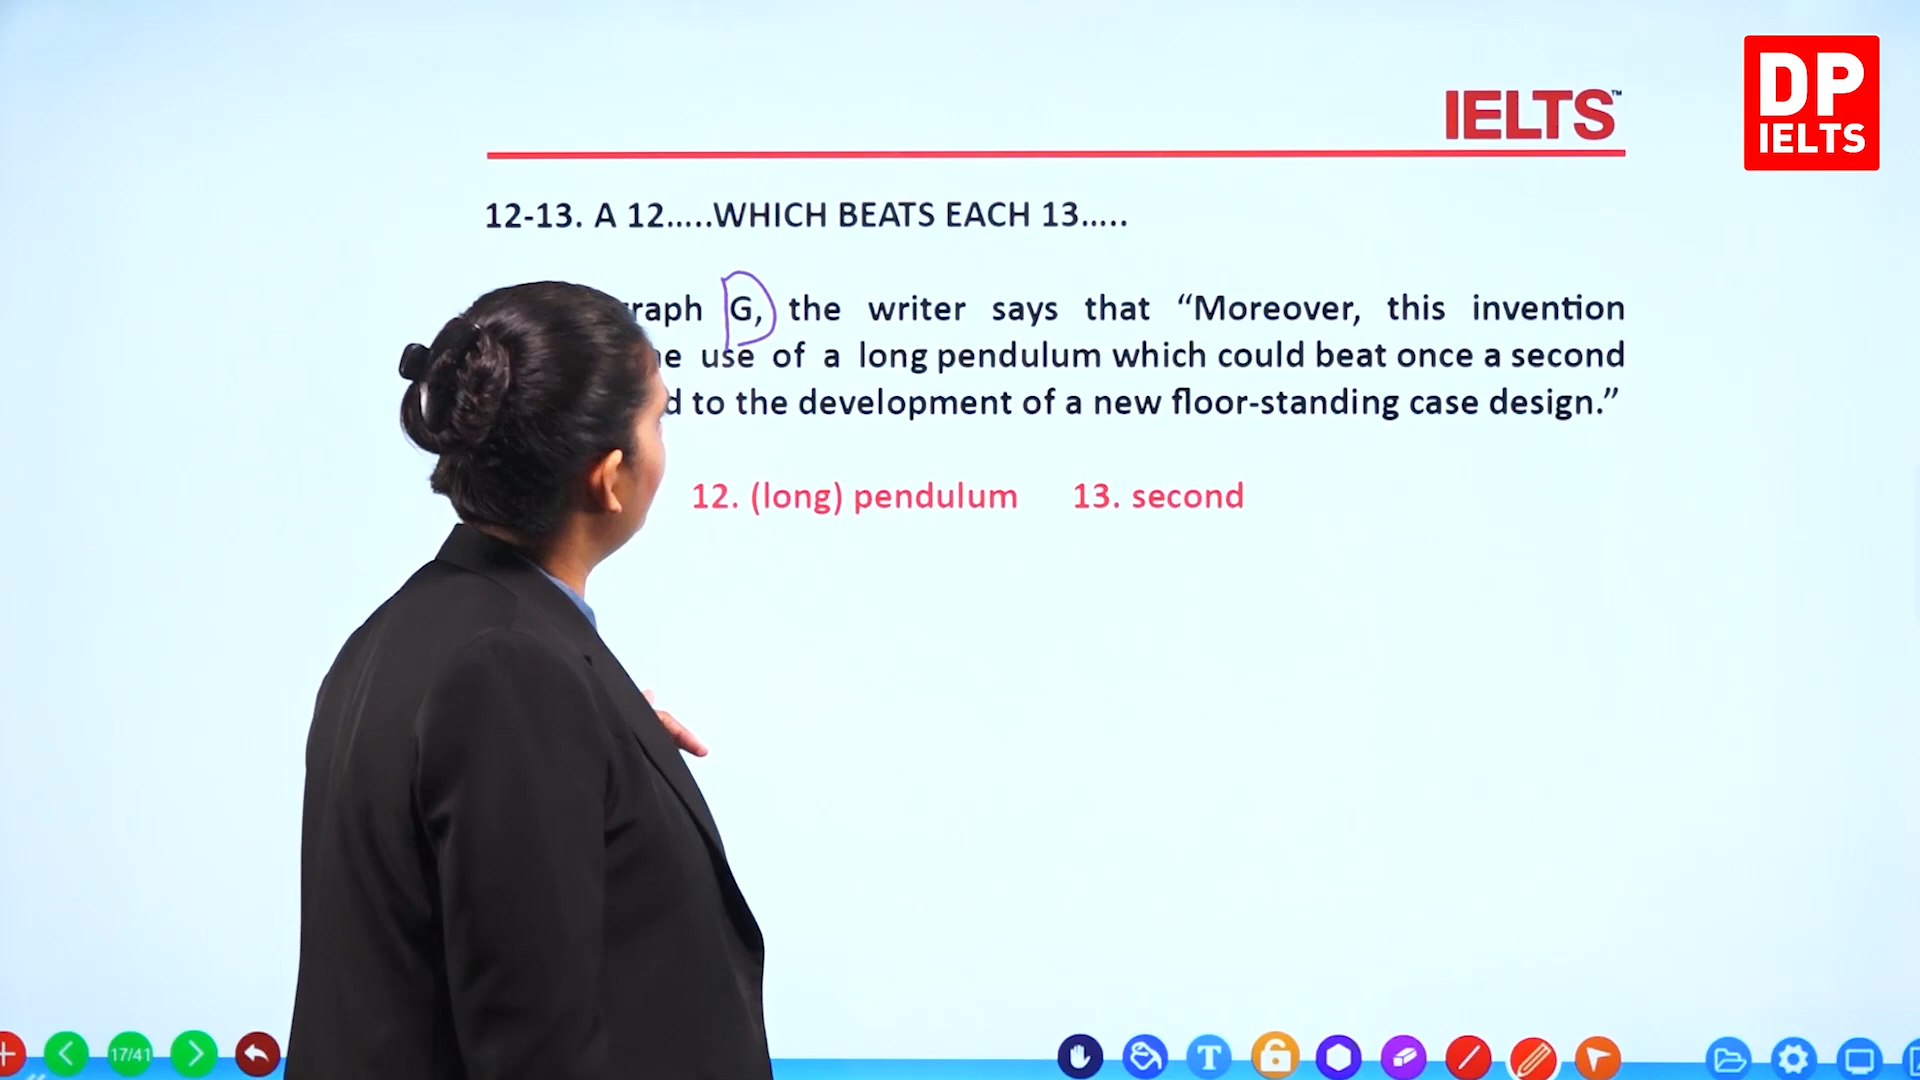 DP
IELTS
IELTS™
12-13. A 12.....WHICH BEATS EACH 13.....
G, the writer says that “Moreover, this invention
use of a long pendulum which could beat once a second
to the development of a new floor-standing case design.”
12. (long) pendulum 13. second
17/41
T